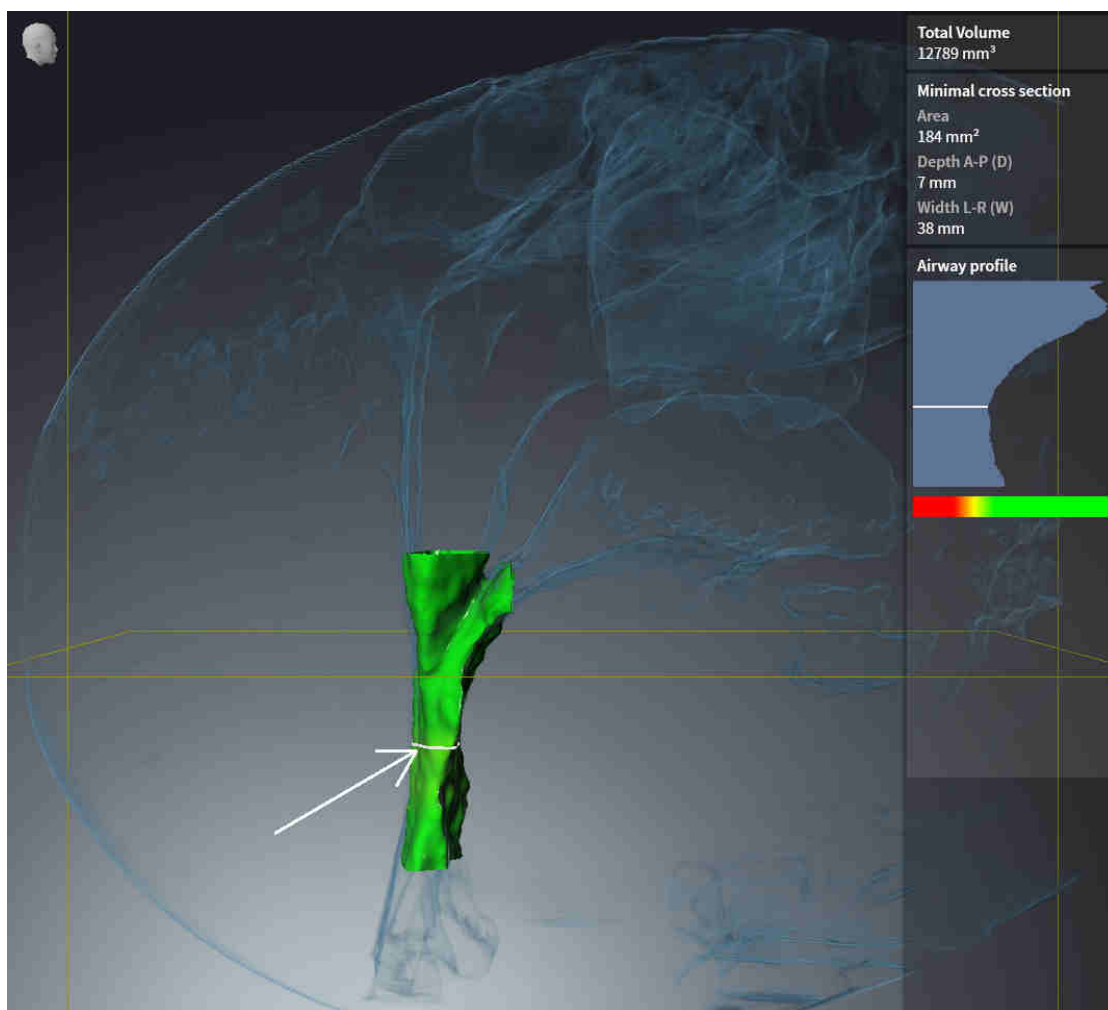 Total Volume
12789 mm³
Minimal cross section
Area
184 mm²
Depth A-P (D)
7 mm
Width L-R (W)
38 mm
Airway profile